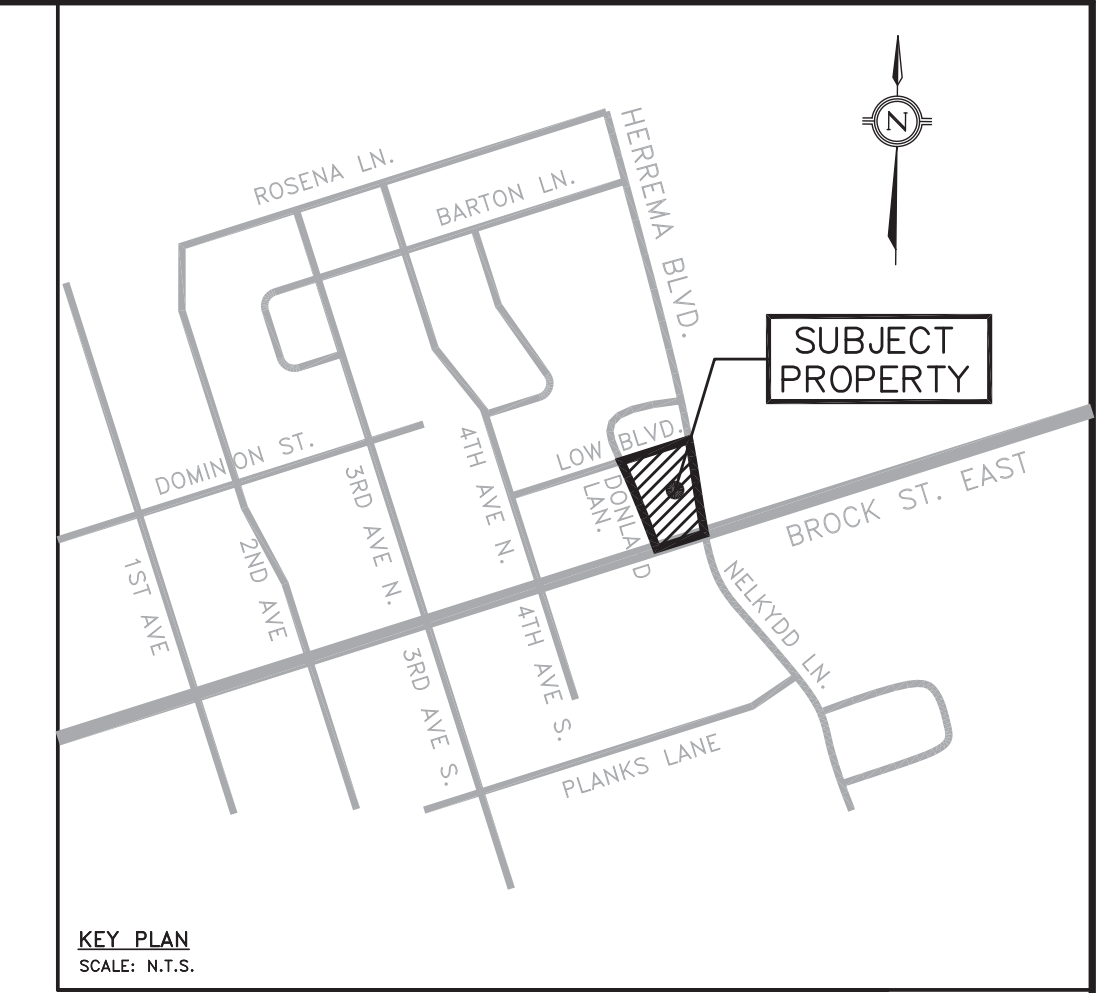 N
ROSENA LN.
BARTON LN.
HERREMA BLVD.
SUBJECT
PROPERTY
DOMINION ST.
LOW BLVD.
DONLAD
LAN.
BROCK ST. EAST
1ST AVE
2ND AVE
3RD AVE N.
4TH AVE N.
NELKYDD LN.
3RD AVE S.
4TH AVE S.
PLANKS LANE
KEY PLAN
SCALE: N.T.S.